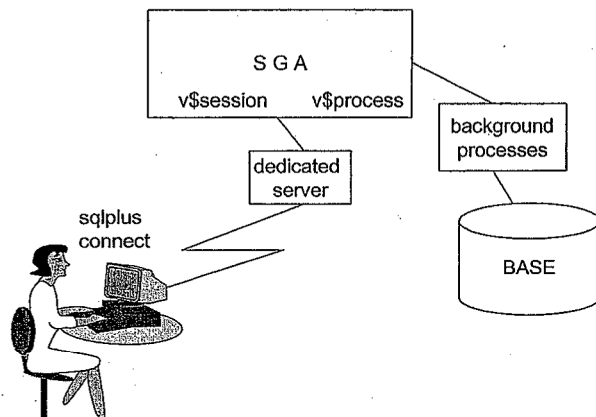 S G A
v$session v$process
background
processes
dedicated
server
sqlplus
connect
BASE